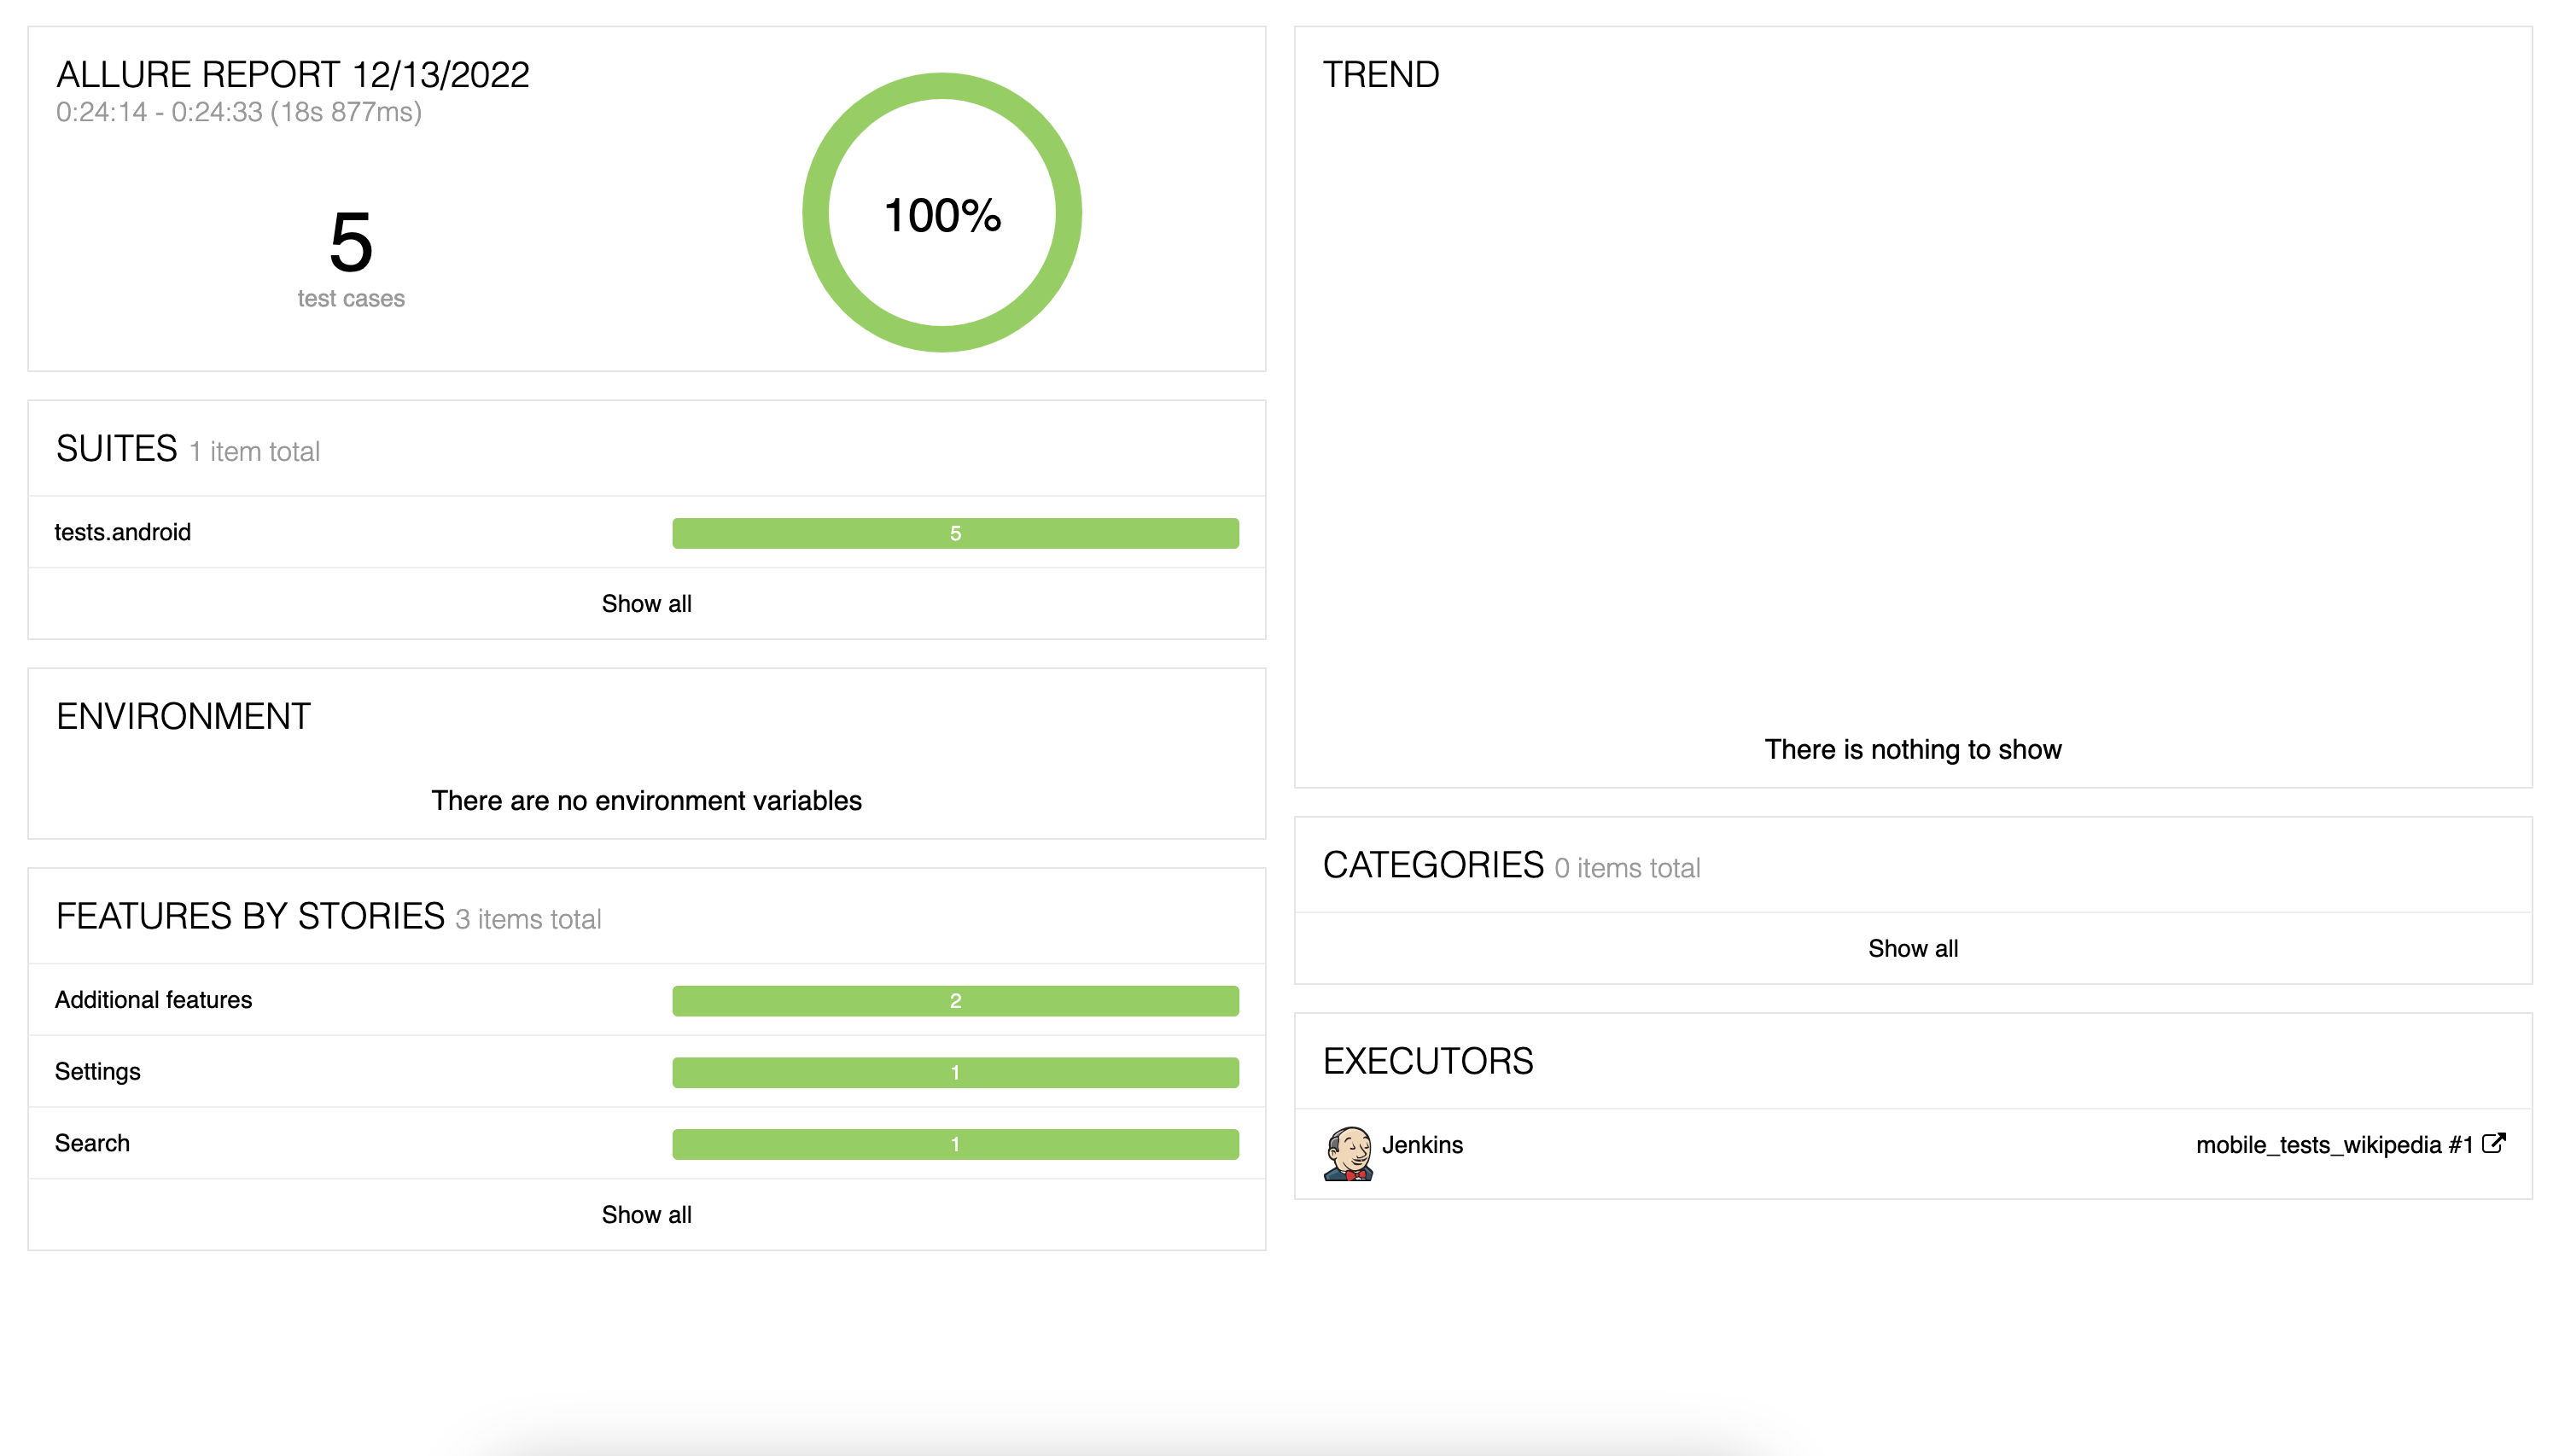 ALLURE REPORT 12/13/2022
0:24:14 - 0:24:33 (18s 877ms)
5
test cases
100%
SUITES 1 item total
tests.android 5
Show all
ENVIRONMENT
There are no environment variables
FEATURES BY STORIES 3 items total
Additional features 2
Settings 1
Search 1
Show all
TREND
There is nothing to show
CATEGORIES 0 items total
Show all
EXECUTORS
Jenkins mobile_tests_wikipedia #1